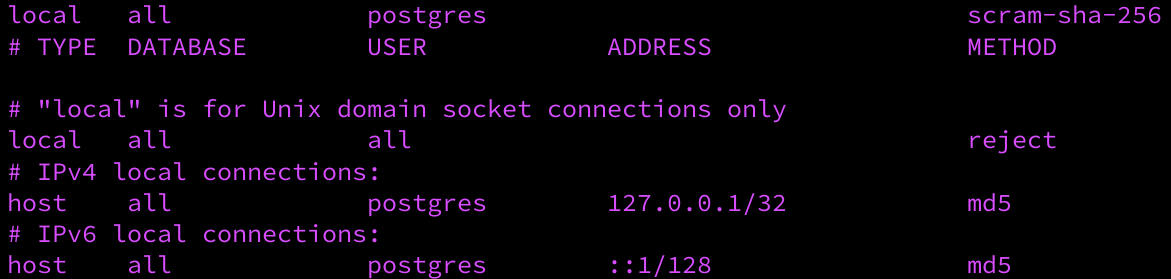 local   all             postgres                                scram-sha-256
# TYPE  DATABASE        USER            ADDRESS                 METHOD

# "local" is for Unix domain socket connections only
local   all             all                                     reject
# IPv4 local connections:
host    all             postgres        127.0.0.1/32            md5
# IPv6 local connections:
host    all             postgres        ::1/128                 md5